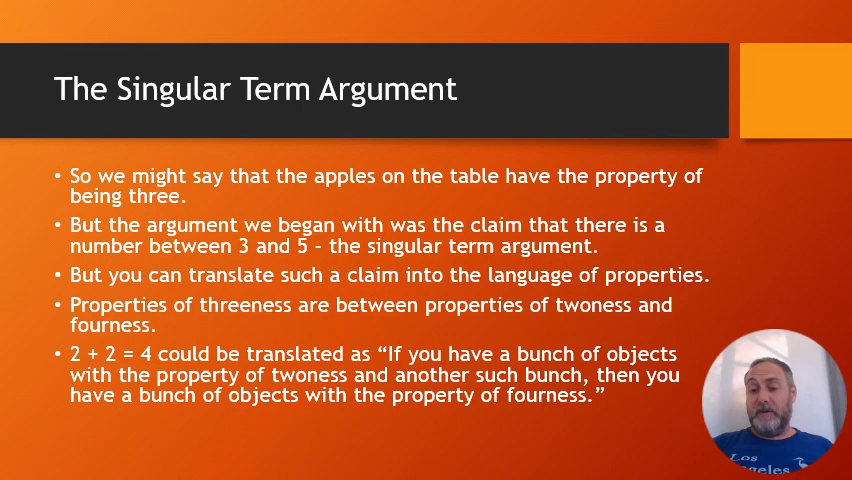 The Singular Term Argument
• So we might say that the apples on the table have the property of
being three.
• But the argument we began with was the claim that there is a
number between 3 and 5 – the singular term argument.
• But you can translate such a claim into the language of properties.
• Properties of threeness are between properties of twoness and
fourness.
• 2 + 2 = 4 could be translated as “If you have a bunch of objects
with the property of twoness and another such bunch, then you
have a bunch of objects with the property of fourness.”
Los
geles